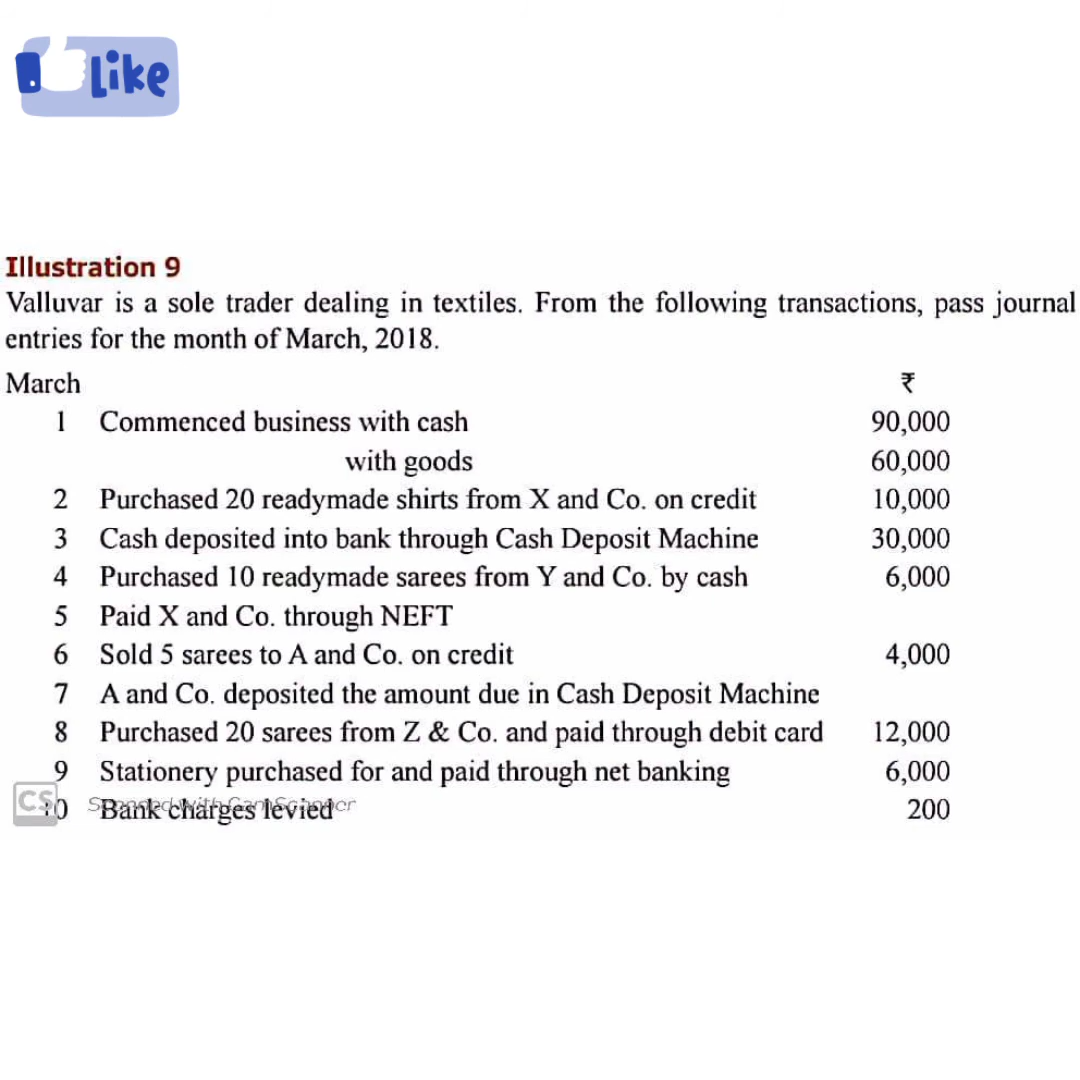 Like
Illustration 9
Valluvar is a sole trader dealing in textiles. From the following transactions, pass journal
entries for the month of March, 2018.
March ₹
1 Commenced business with cash 90,000
with goods 60,000
2 Purchased 20 readymade shirts from X and Co. on credit 10,000
3 Cash deposited into bank through Cash Deposit Machine 30,000
4 Purchased 10 readymade sarees from Y and Co. by cash 6,000
5 Paid X and Co. through NEFT
6 Sold 5 sarees to A and Co. on credit 4,000
7 A and Co. deposited the amount due in Cash Deposit Machine
8 Purchased 20 sarees from Z & Co. and paid through debit card 12,000
9 Stationery purchased for and paid through net banking 6,000
10 Bank charges levied 200
CS Scanned with CamScanner